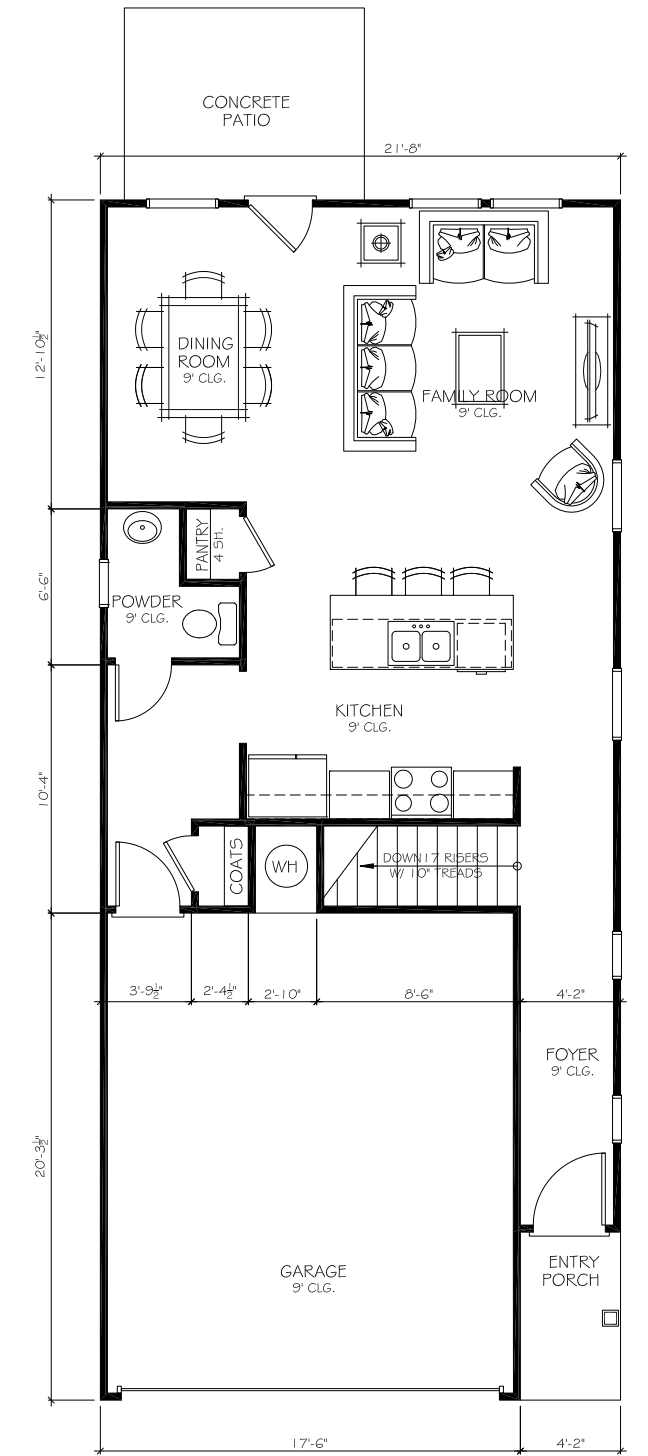 CONCRETE
PATIO
21'-8"
12'-10½"
DINING
ROOM
9' CLG.
FAMILY ROOM
9' CLG.
PANTRY
4 SH.
6'-6"
POWDER
9' CLG.
KITCHEN
9' CLG.
10'-4"
COATS
WH
DOWN 17 RISERS
W/ 10" TREADS
3'-9½"
2'-4½"
2'-10"
8'-6"
4'-2"
FOYER
9' CLG.
20'-3½"
GARAGE
9' CLG.
ENTRY
PORCH
17'-6"
4'-2"